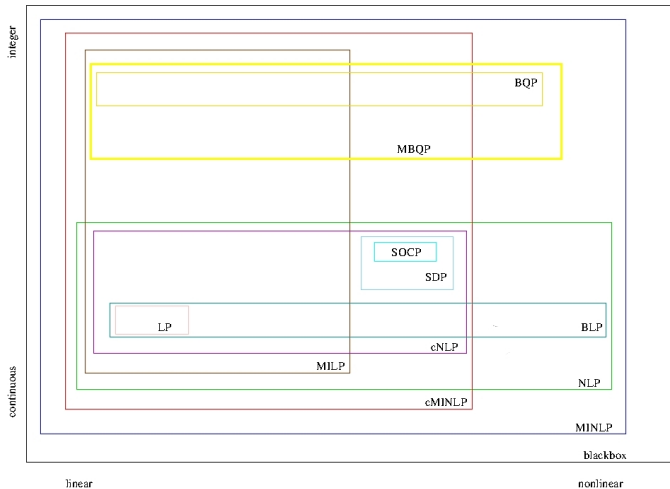 integer
BQP
MBQP
SOCP
SDP
LP
BLP
cNLP
MILP
NLP
continuous
cMINLP
MINLP
blackbox
linear
nonlinear